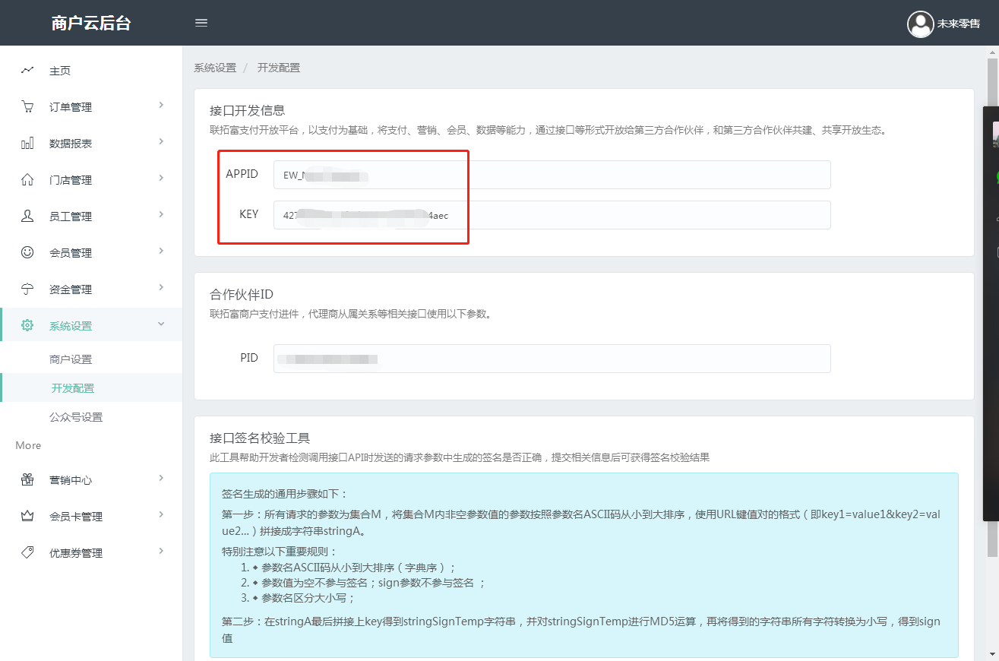 商户云后台
未来零售
主页
订单管理
数据报表
门店管理
员工管理
会员管理
资金管理
系统设置
商户设置
开发配置
公众号设置
More
营销中心
会员卡管理
优惠券管理
系统设置 / 开发配置
接口开发信息
联拓富支付开放平台，以支付为基础，将支付、营销、会员、数据等能力，通过接口等形式开放给第三方合作伙伴，和第三方合作伙伴共建、共享开放生态。
APPID EW_N
KEY 427 4aec
合作伙伴ID
联拓富商户支付进件，代理商从属关系等相关接口使用以下参数。
PID
接口签名校验工具
此工具帮助开发者检测调用接口API时发送的请求参数中生成的签名是否正确，提交相关信息后可获得签名校验结果
签名生成的通用步骤如下：
第一步：所有请求的参数为集合M，将集合M内非空参数值的参数按照参数名ASCII码从小到大排序，使用URL键值对的格式（即key1=value1&key2=val
ue2…）拼接成字符串stringA。
特别注意以下重要规则：
1. ◆ 参数名ASCII码从小到大排序（字典序）；
2. ◆ 参数值为空不参与签名；sign参数不参与签名 ；
3. ◆ 参数名区分大小写；
第二步：在stringA最后拼接上key得到stringSignTemp字符串，并对stringSignTemp进行MD5运算，再将得到的字符串所有字符转换为小写，得到sign
值